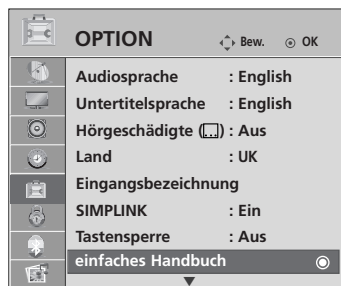 OPTION Bew. OK
Audiosprache : English
Untertitelsprache : English
Hörgeschädigte () : Aus
Land : UK
Eingangsbezeichnung
SIMPLINK : Ein
Tastensperre : Aus
einfaches Handbuch